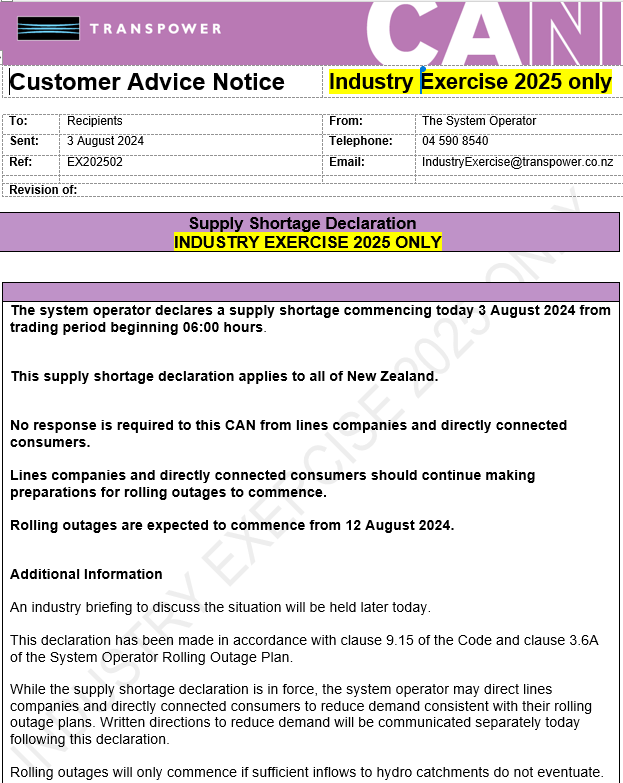 TRANSPOWER
CAN
Customer Advice Notice
Industry Exercise 2025 only
To: Recipients From: The System Operator
Sent: 3 August 2024 Telephone: 04 590 8540
Ref: EX202502 Email: IndustryExercise@transpower.co.nz
Revision of:
Supply Shortage Declaration
INDUSTRY EXERCISE 2025 ONLY
The system operator declares a supply shortage commencing today 3 August 2024 from
trading period beginning 06:00 hours.
This supply shortage declaration applies to all of New Zealand.
No response is required to this CAN from lines companies and directly connected
consumers.
Lines companies and directly connected consumers should continue making
preparations for rolling outages to commence.
Rolling outages are expected to commence from 12 August 2024.
Additional Information
An industry briefing to discuss the situation will be held later today.
This declaration has been made in accordance with clause 9.15 of the Code and clause 3.6A
of the System Operator Rolling Outage Plan.
While the supply shortage declaration is in force, the system operator may direct lines
companies and directly connected consumers to reduce demand consistent with their rolling
outage plans. Written directions to reduce demand will be communicated separately today
following this declaration.
Rolling outages will only commence if sufficient inflows to hydro catchments do not eventuate.
INDUSTRY EXERCISE 2025 ONLY